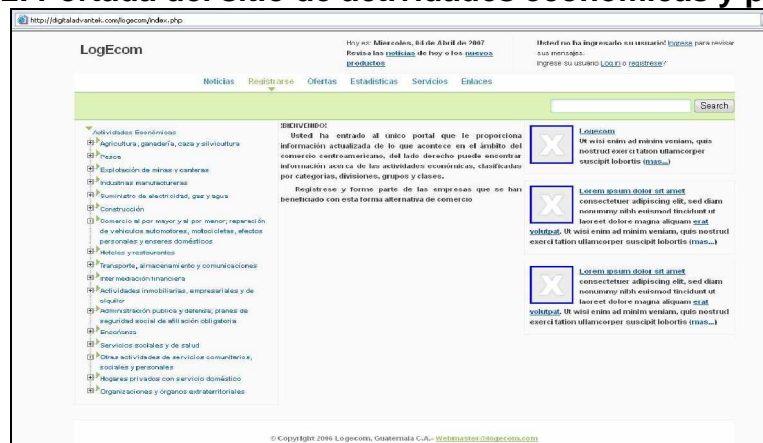 http://digitaladvantek.com/logecom/index.php
LogEcom
Hoy es: Miercoles, 04 de Abril de 2007
Revisa las noticias de hoy o los nuevos
productos
Usted no ha ingresado su usuario! Ingrese para revisar
sus mensajes.
Ingrese su usuario Log in o registrese?
Noticias Registrarse Ofertas Estadisticas Servicios Enlaces
Search
Actividades Económicas
Agricultura, ganadería, caza y silvicultura
Pesca
Explotación de minas y canteras
Industrias manufactureras
Suministro de electricidad, gas y agua
Construcción
Comercio al por mayor y al por menor; reparación
de vehiculos automotores, motocicletas, efectos
personales y enseres domésticos
Hoteles y restaurantes
Transporte, almacenamiento y comunicaciones
Intermediación financiera
Actividades inmobiliarias, empresariales y de
alquiler
Administración publica y defensa; planes de
seguridad social de afiliación obligatoria
Enseñanza
Servicios sociales y de salud
Otras actividades de servicios comunitarios,
sociales y personales
Hogares privados con servicio doméstico
Organizaciones y órganos extraterritoriales
!BIENVENIDO!
Usted ha entrado al único portal que le proporciona
información actualizada de lo que acontece en el ámbito del
comercio centroamericano, del lado derecho puede encontrar
información acerca de las actividades económicas, clasificadas
por categorías, divisiones, grupos y clases.
Registrese y forme parte de las empresas que se han
beneficiado con esta forma alternativa de comercio
Logecom
Ut wisi enim ad minim veniam, quis
nostrud exerci tation ullamcorper
suscipit lobortis (mas...)
Lorem ipsum dolor sit amet
consectetuer adipiscing elit, sed diam
nonummy nibh euismod tincidunt ut
laoreet dolore magna aliquam erat
volutpat. Ut wisi enim ad minim veniam, quis nostrud
exerci tation ullamcorper suscipit lobortis (mas...)
Lorem ipsum dolor sit amet
consectetuer adipiscing elit, sed diam
nonummy nibh euismod tincidunt ut
laoreet dolore magna aliquam erat
volutpat. Ut wisi enim ad minim veniam, quis nostrud
exerci tation ullamcorper suscipit lobortis (mas...)
© Copyright 2006 Logecom, Guatemala C.A.- Webmaster@logecom.com